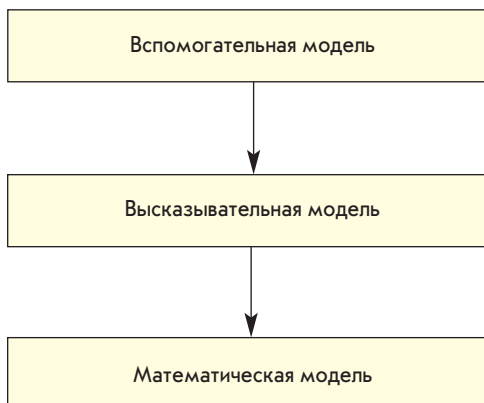 Вспомогательная модель
Высказывательная модель
Математическая модель